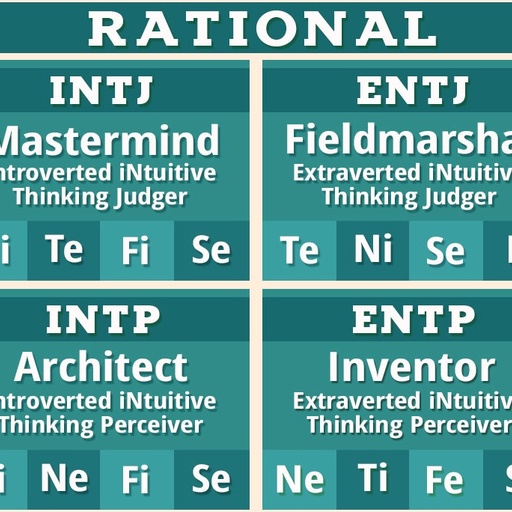 RATIONAL
INTJ
Mastermind
ntroverted iNtuitive
Thinking Judger
i Te Fi Se
ENTJ
Fieldmarsha
Extraverted iNtuitiv
Thinking Judger
Te Ni Se
INTP
Architect
ntroverted iNtuitive
Thinking Perceiver
i Ne Fi Se
ENTP
Inventor
Extraverted iNtuitiv
Thinking Perceiver
Ne Ti Fe